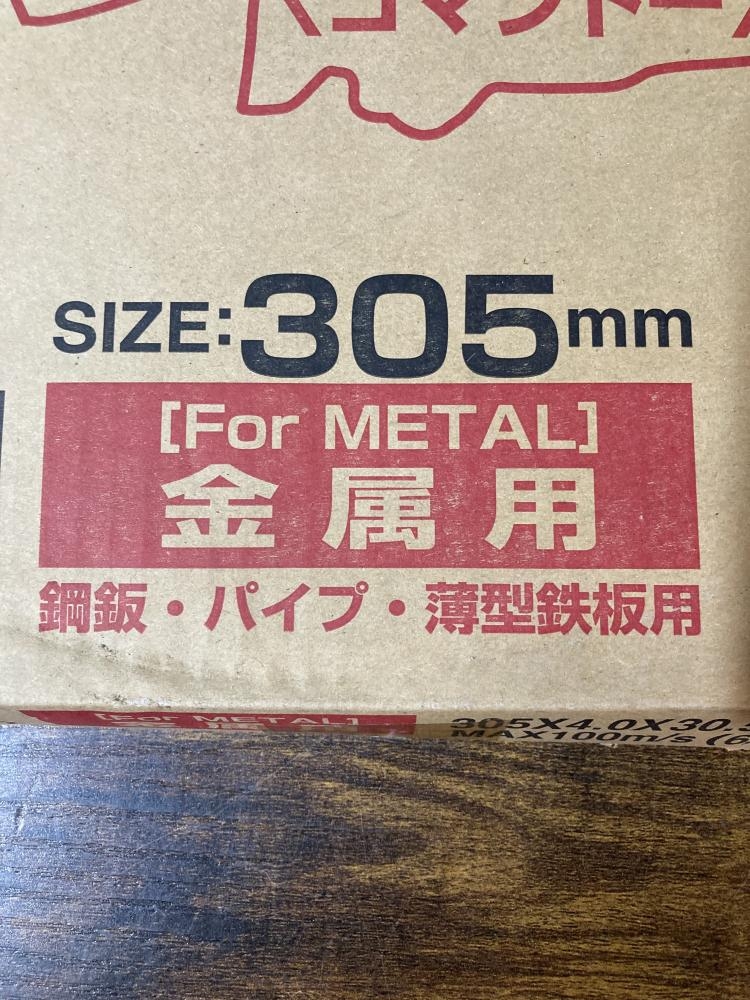 SIZE:305mm
[For METAL]
金属用
鋼鈑・パイプ・薄型鉄板用
[For METAL]
305X4.0X30.
MAX100m/s (6